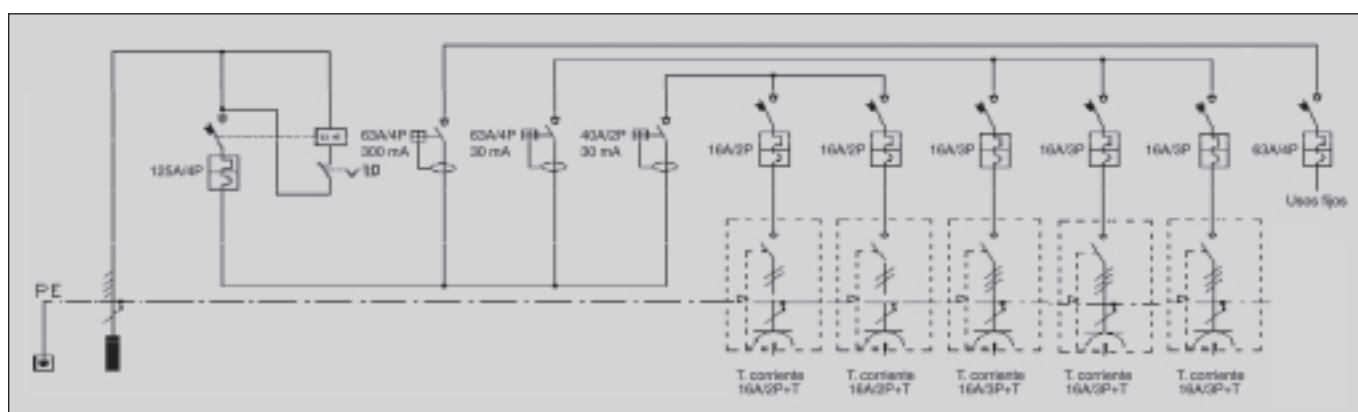 63A/4P
300 mA
63A/4P
30 mA
40A/2P
30 mA
125A/4P
16A/2P
16A/2P
16A/3P
16A/3P
16A/3P
63A/4P
Usos fijos
PE
T. corriente
16A/2P+T
T. corriente
16A/2P+T
T. corriente
16A/3P+T
T. corriente
16A/3P+T
T. corriente
16A/3P+T